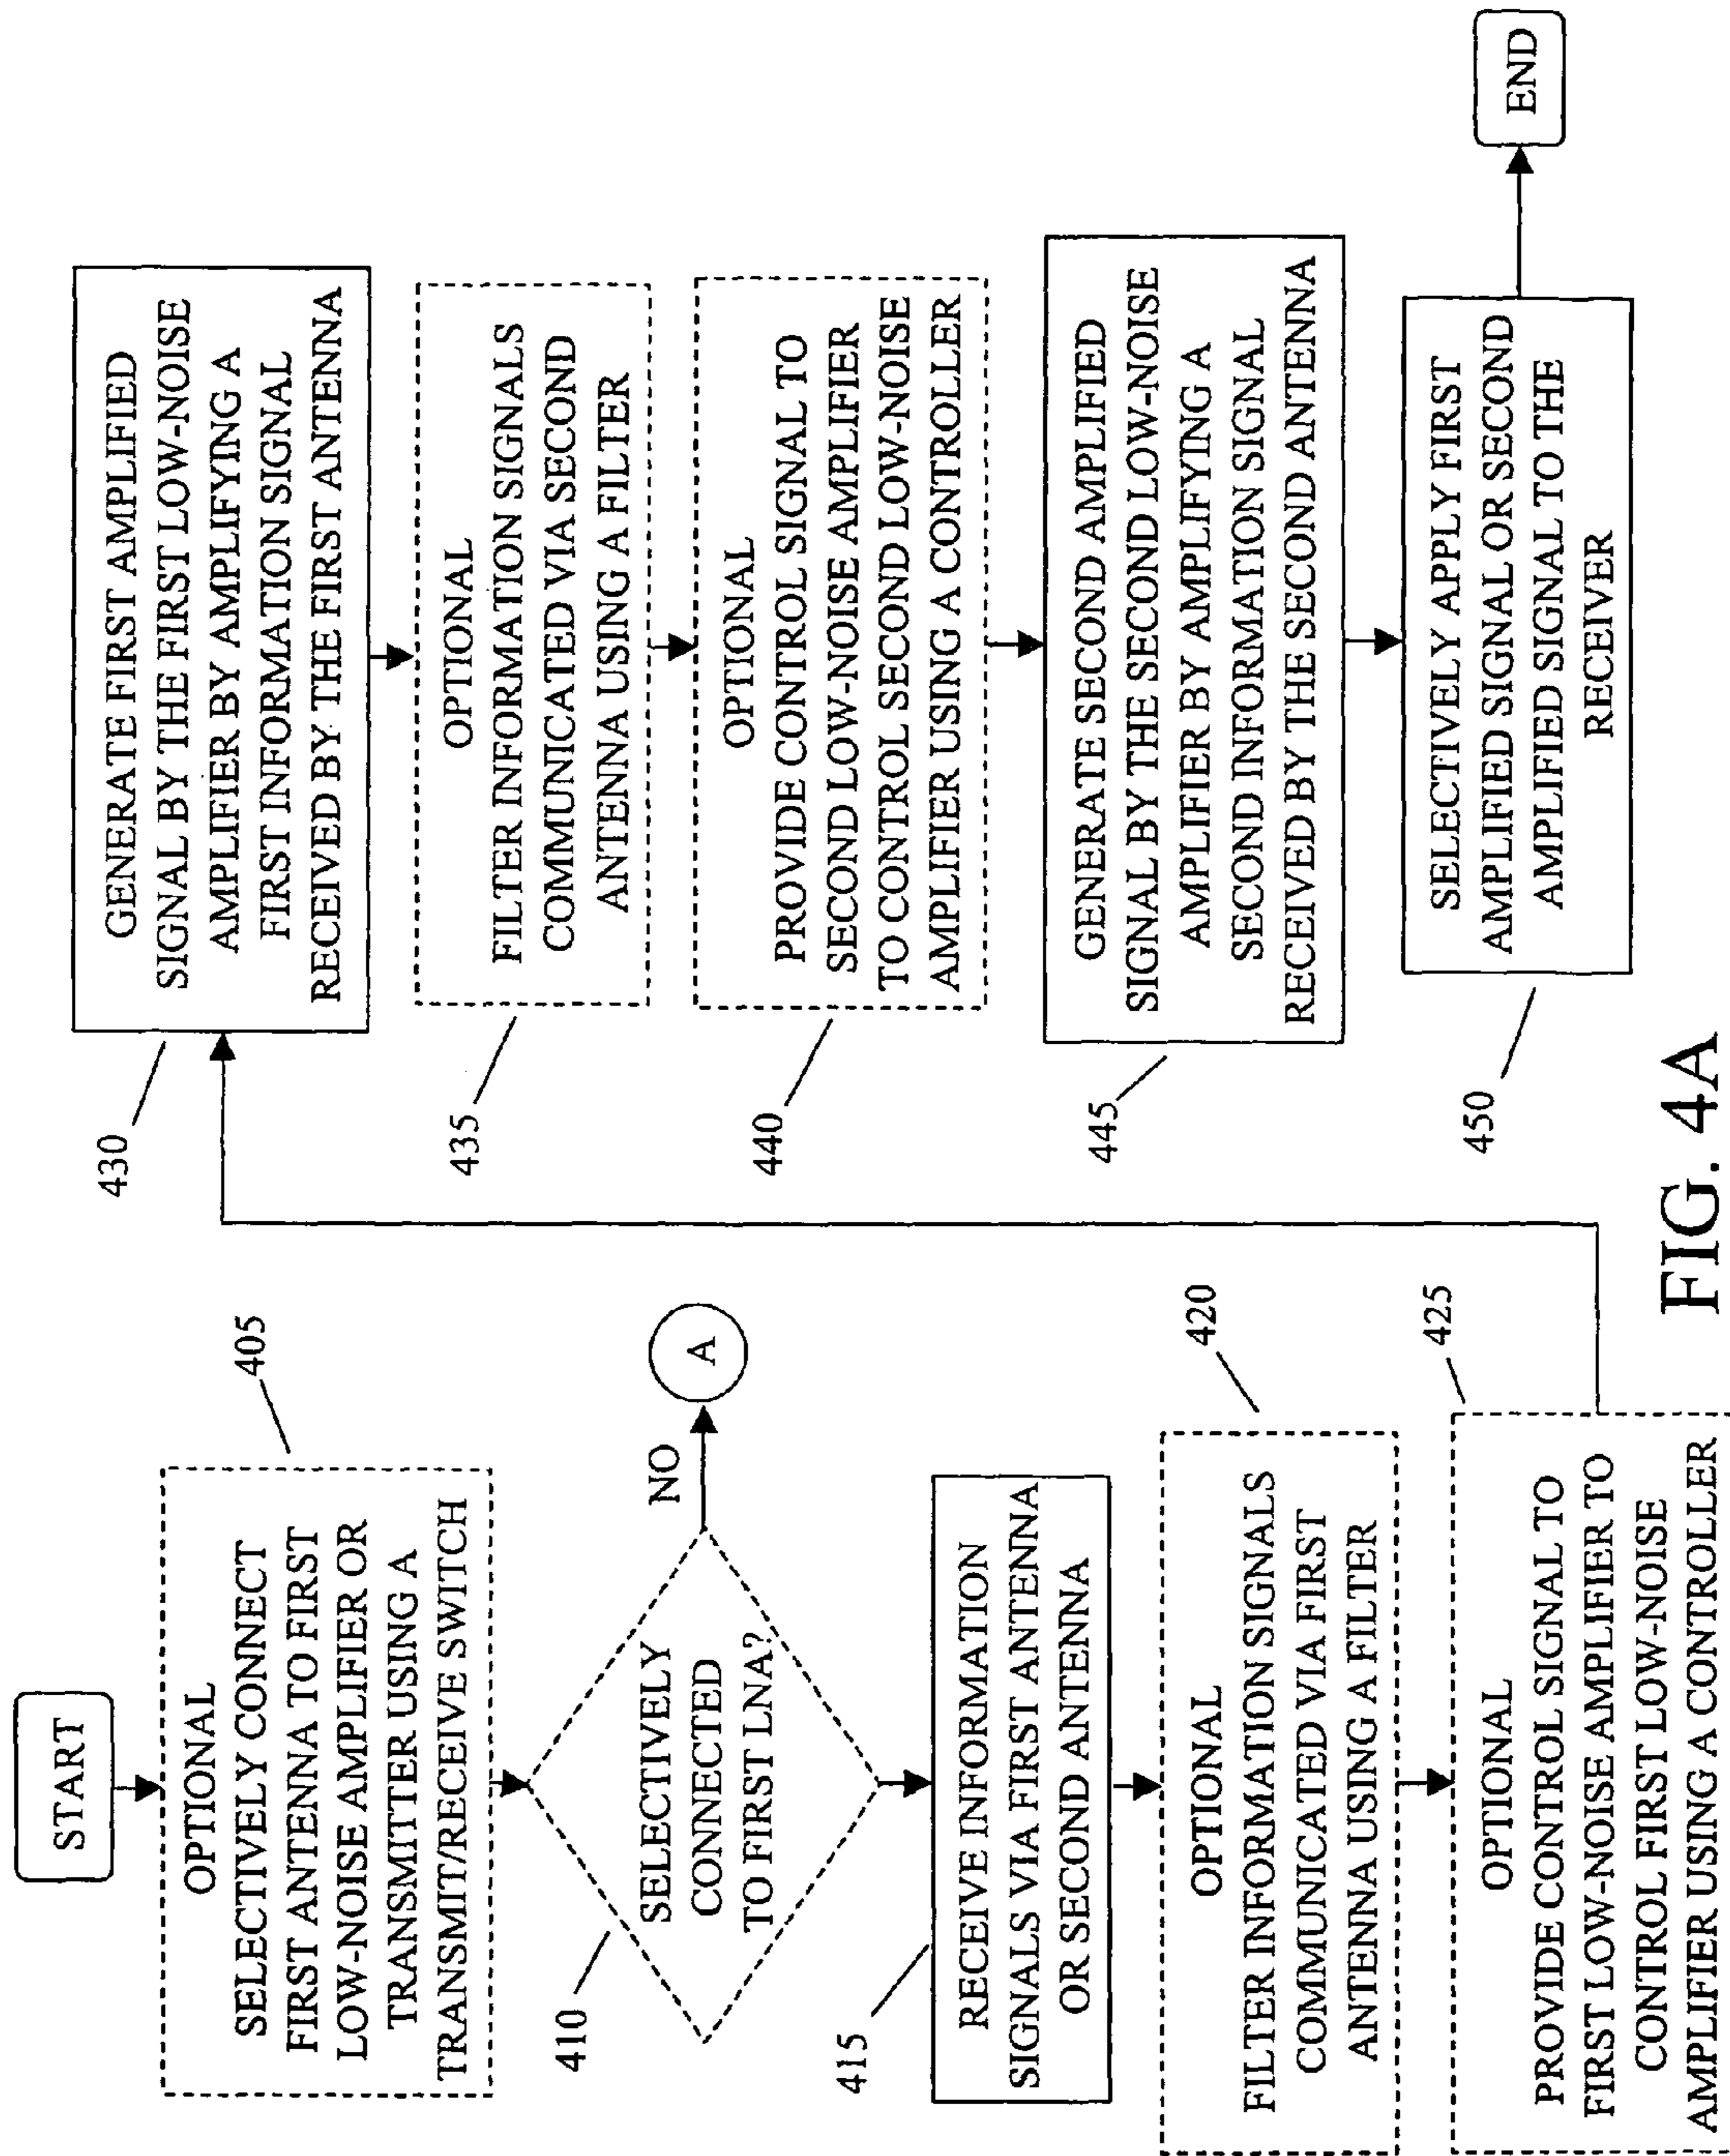 START
OPTIONAL
SELECTIVELY CONNECT
FIRST ANTENNA TO FIRST
LOW-NOISE AMPLIFIER OR
TRANSMITTER USING A
TRANSMIT/RECEIVE SWITCH
405
SELECTIVELY
CONNECTED
TO FIRST LNA?
410
NO
A
RECEIVE INFORMATION
SIGNALS VIA FIRST ANTENNA
OR SECOND ANTENNA
415
OPTIONAL
FILTER INFORMATION SIGNALS
COMMUNICATED VIA FIRST
ANTENNA USING A FILTER
420
OPTIONAL
PROVIDE CONTROL SIGNAL TO
FIRST LOW-NOISE AMPLIFIER TO
CONTROL FIRST LOW-NOISE
AMPLIFIER USING A CONTROLLER
425
GENERATE FIRST AMPLIFIED
SIGNAL BY THE FIRST LOW-NOISE
AMPLIFIER BY AMPLIFYING A
FIRST INFORMATION SIGNAL
RECEIVED BY THE FIRST ANTENNA
430
OPTIONAL
FILTER INFORMATION SIGNALS
COMMUNICATED VIA SECOND
ANTENNA USING A FILTER
435
OPTIONAL
PROVIDE CONTROL SIGNAL TO
SECOND LOW-NOISE AMPLIFIER
TO CONTROL SECOND LOW-NOISE
AMPLIFIER USING A CONTROLLER
440
GENERATE SECOND AMPLIFIED
SIGNAL BY THE SECOND LOW-NOISE
AMPLIFIER BY AMPLIFYING A
SECOND INFORMATION SIGNAL
RECEIVED BY THE SECOND ANTENNA
445
SELECTIVELY APPLY FIRST
AMPLIFIED SIGNAL OR SECOND
AMPLIFIED SIGNAL TO THE
RECEIVER
450
END
FIG. 4A